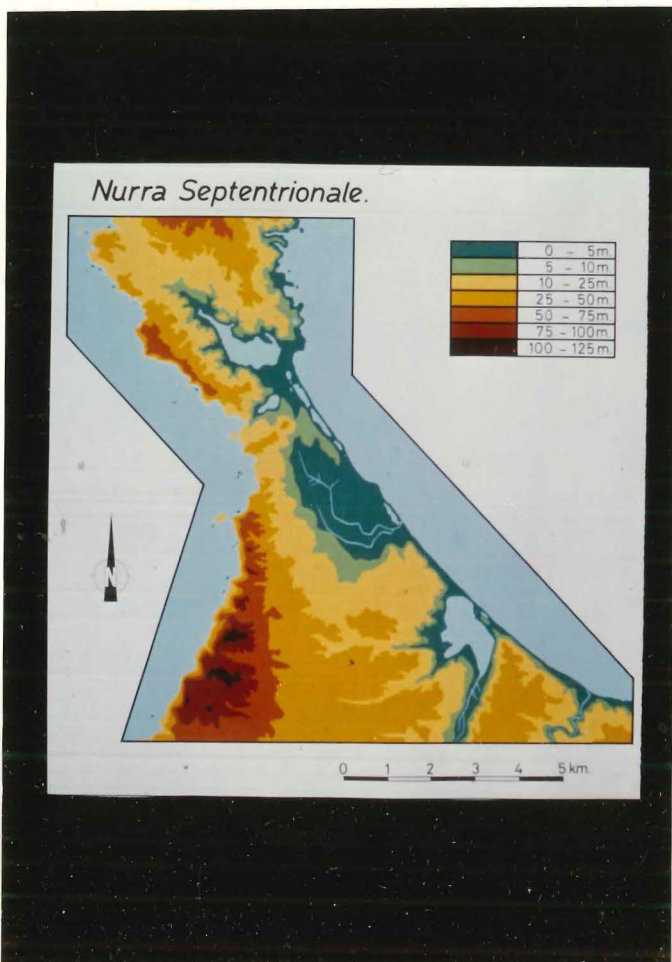 Nurra Septentrionale.
0 - 5m.
5 - 10m.
10 - 25m.
25 - 50m.
50 - 75m.
75 - 100m.
100 - 125m.
N
0 1 2 3 4 5 km.